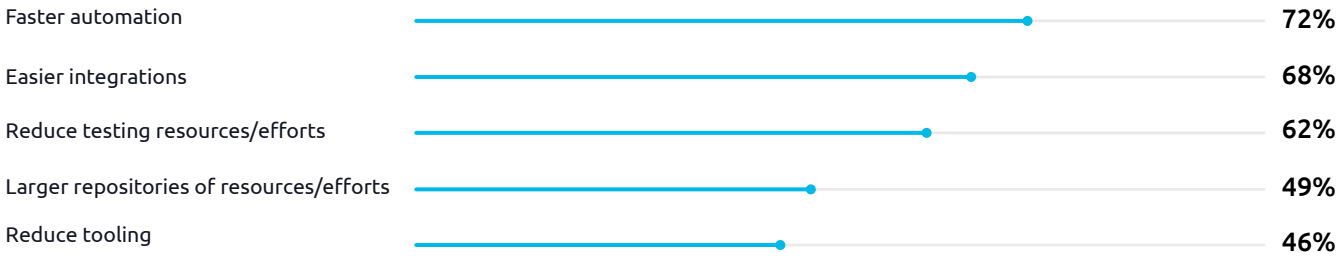 Faster automation 72%
Easier integrations 68%
Reduce testing resources/efforts 62%
Larger repositories of resources/efforts 49%
Reduce tooling 46%